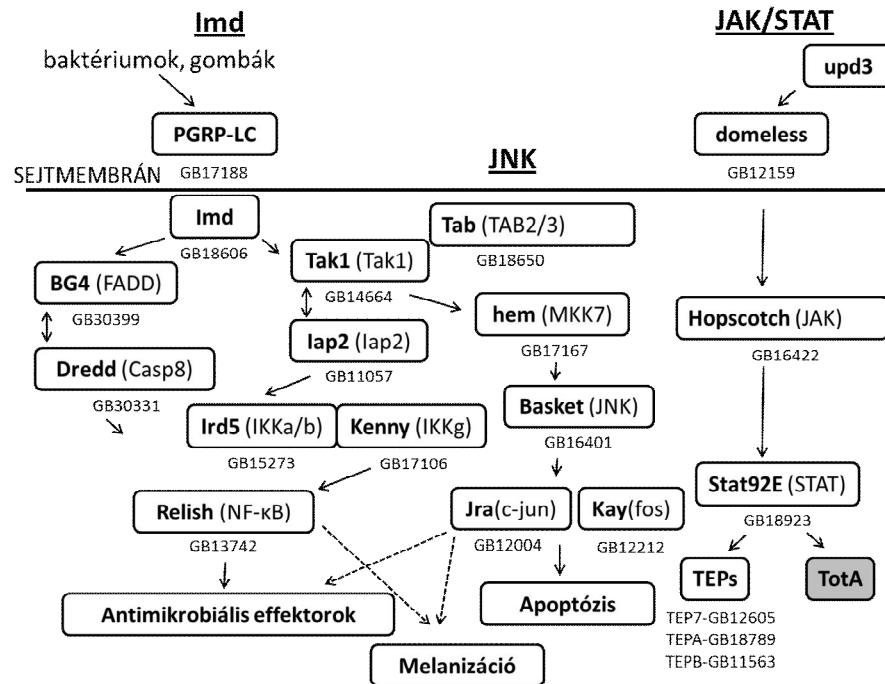 Imd
baktériumok, gombák
JAK/STAT
upd3
PGRP-LC
GB17188
JNK
domeless
GB12159
SEJTMEMBRÁN
Imd
GB18606
Tab (TAB2/3)
GB18650
BG4 (FADD)
GB30399
Tak1 (Tak1)
GB14664
hem (MKK7)
GB17167
Hopscotch (JAK)
GB16422
Dredd (Casp8)
GB30331
Iap2 (Iap2)
GB11057
Basket (JNK)
GB16401
Ird5 (IKKa/b)
GB15273
Kenny (IKKg)
GB17106
Stat92E (STAT)
GB18923
Relish (NF-κB)
GB13742
Jra(c-jun)
GB12004
Kay(fos)
GB12212
TEPs
TotA
TEP7-GB12605
TEPA-GB18789
TEPB-GB11563
Antimikrobiális effektorok
Apoptózis
Melanizáció